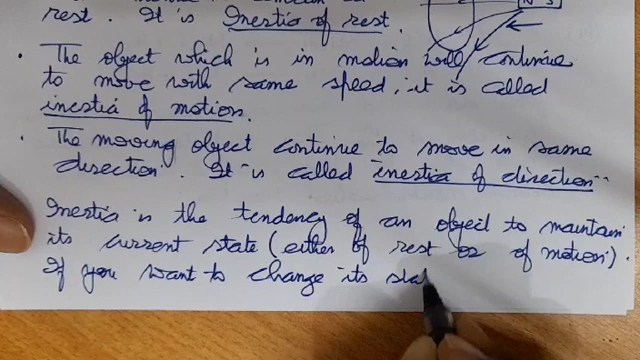 rest. It is Inertia of rest.
N S
The object which is in motion will continue
to move with same speed, it is called
inertia of motion.
The moving object continue to move in same
direction. It is called inertia of direction
Inertia is the tendency of an object to maintain
its current state (either of rest or of motion).
If you want to change its sta